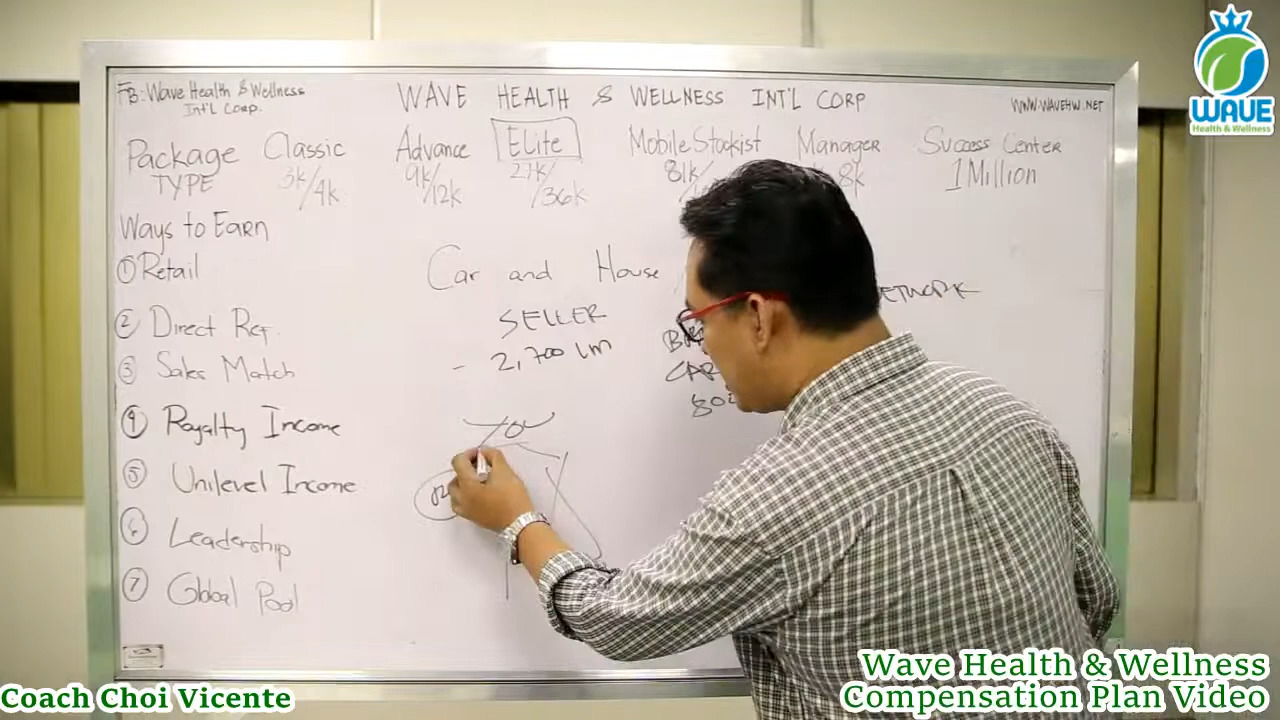 FB: Wave Health & Wellness
Int'l Corp.
WAVE HEALTH & WELLNESS INT'L CORP
WWW.WAVEHW.NET
WAVE
Health & Wellness
Package TYPE
Classic 3k/4k
Advance 9k/12k
Elite 27k/36k
Mobile Stockist 81k/
Manager 8k
Success Center 1 Million
Ways to Earn
① Retail
② Direct Ref.
③ Sales Match
④ Royalty Income
⑤ Unilevel Income
⑥ Leadership
⑦ Global Pool
Car and House
SELLER
- 2,700 lm
YOU
Wave Health & Wellness
Compensation Plan Video
Coach Choi Vicente